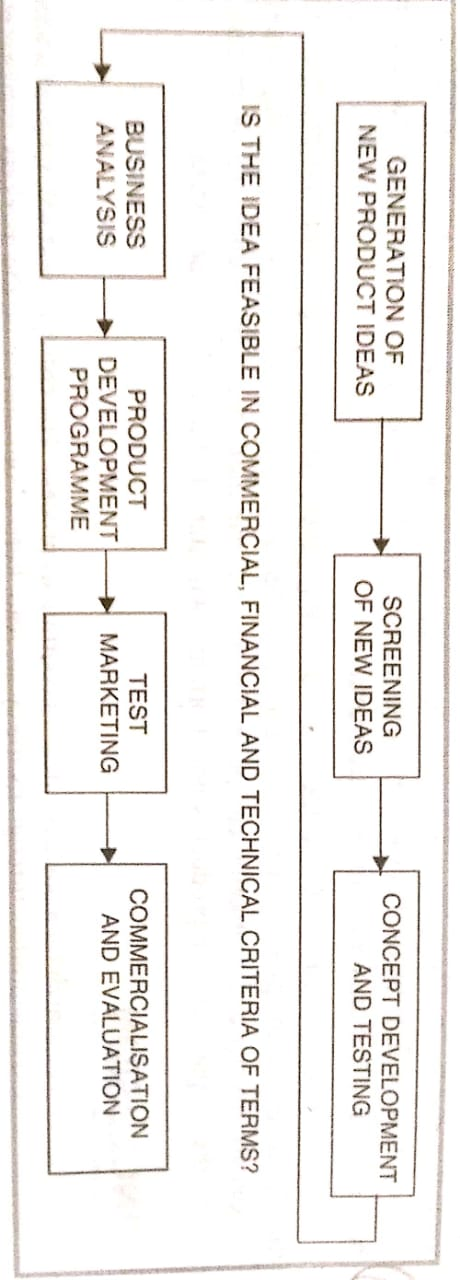 GENERATION OF
NEW PRODUCT IDEAS
SCREENING
OF NEW IDEAS
CONCEPT DEVELOPMENT
AND TESTING
IS THE IDEA FEASIBLE IN COMMERCIAL, FINANCIAL AND TECHNICAL CRITERIA OF TERMS?
BUSINESS
ANALYSIS
PRODUCT
DEVELOPMENT
PROGRAMME
TEST
MARKETING
COMMERCIALISATION
AND EVALUATION